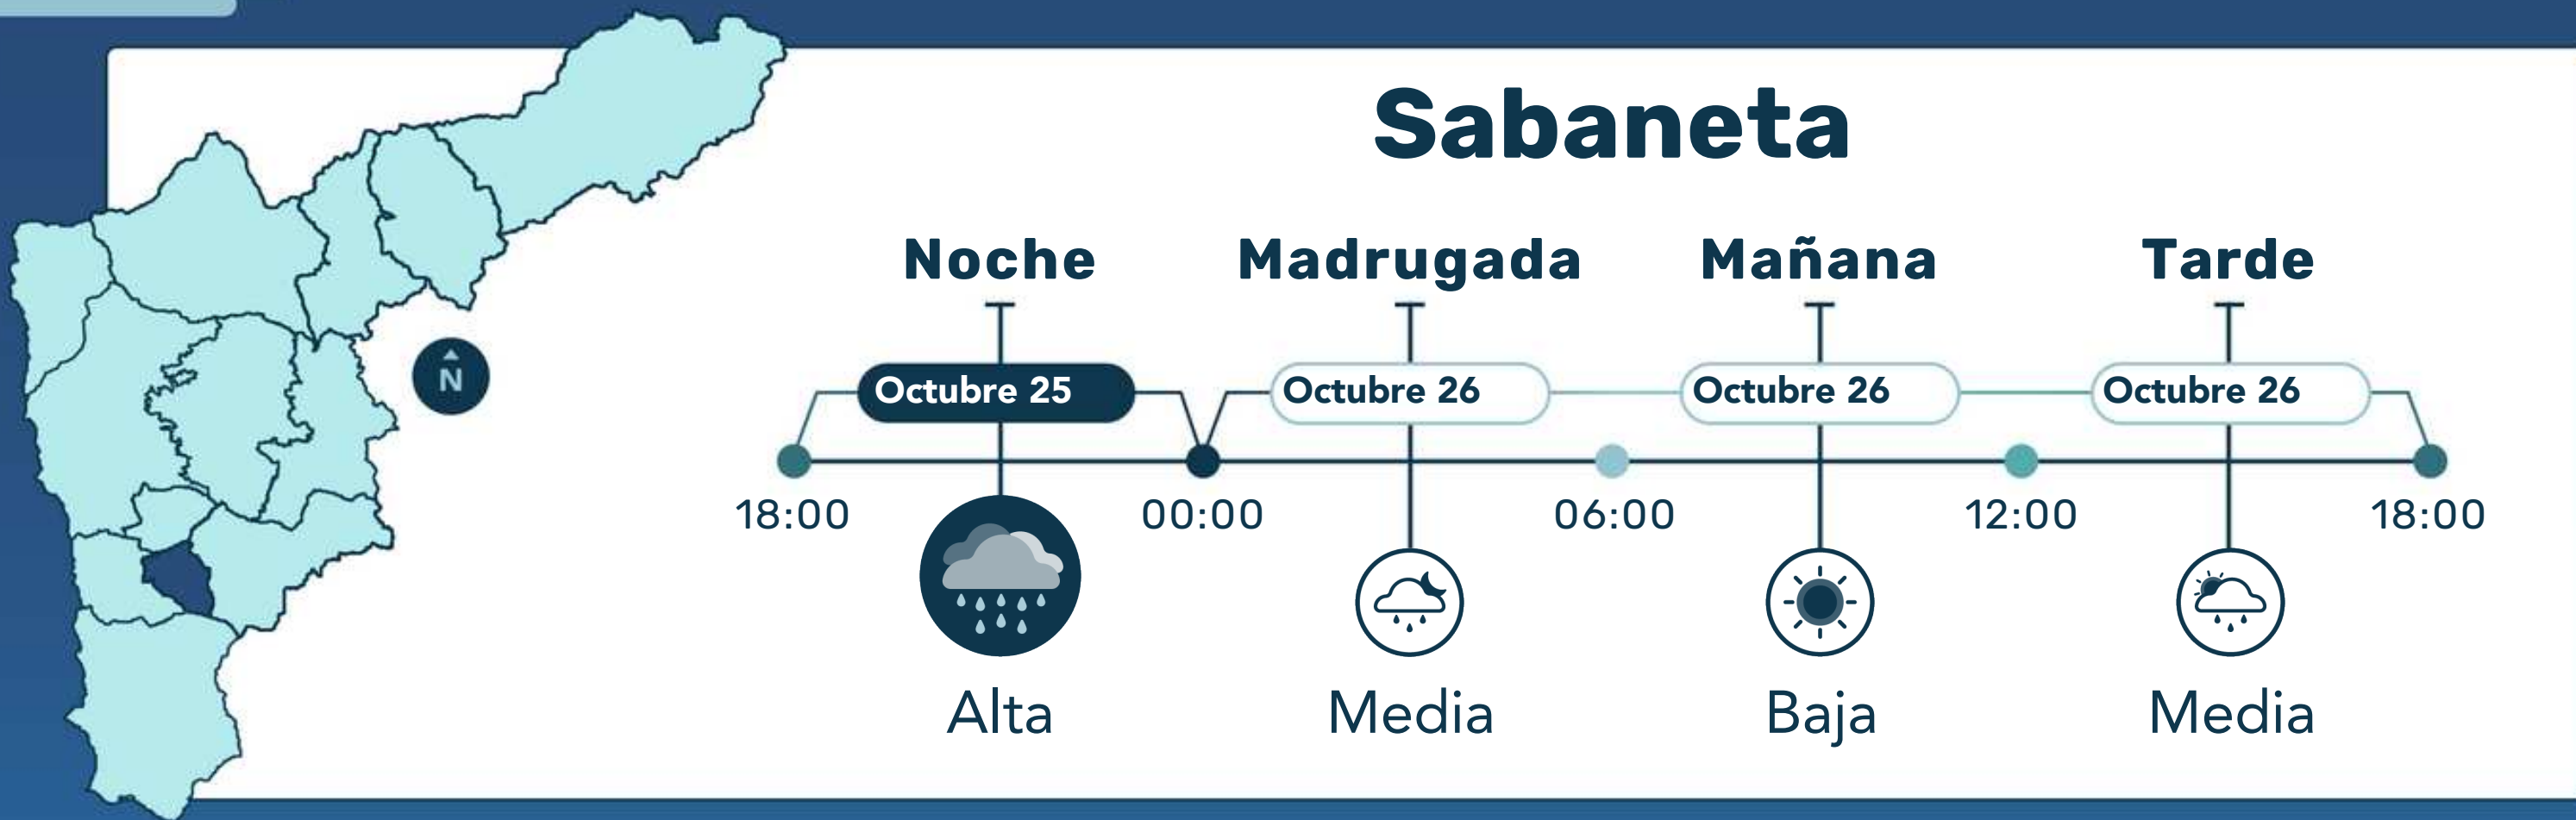 Sabaneta
Noche Madrugada Mañana Tarde
N
Octubre 25 Octubre 26 Octubre 26 Octubre 26
18:00 00:00 06:00 12:00 18:00
Alta Media Baja Media